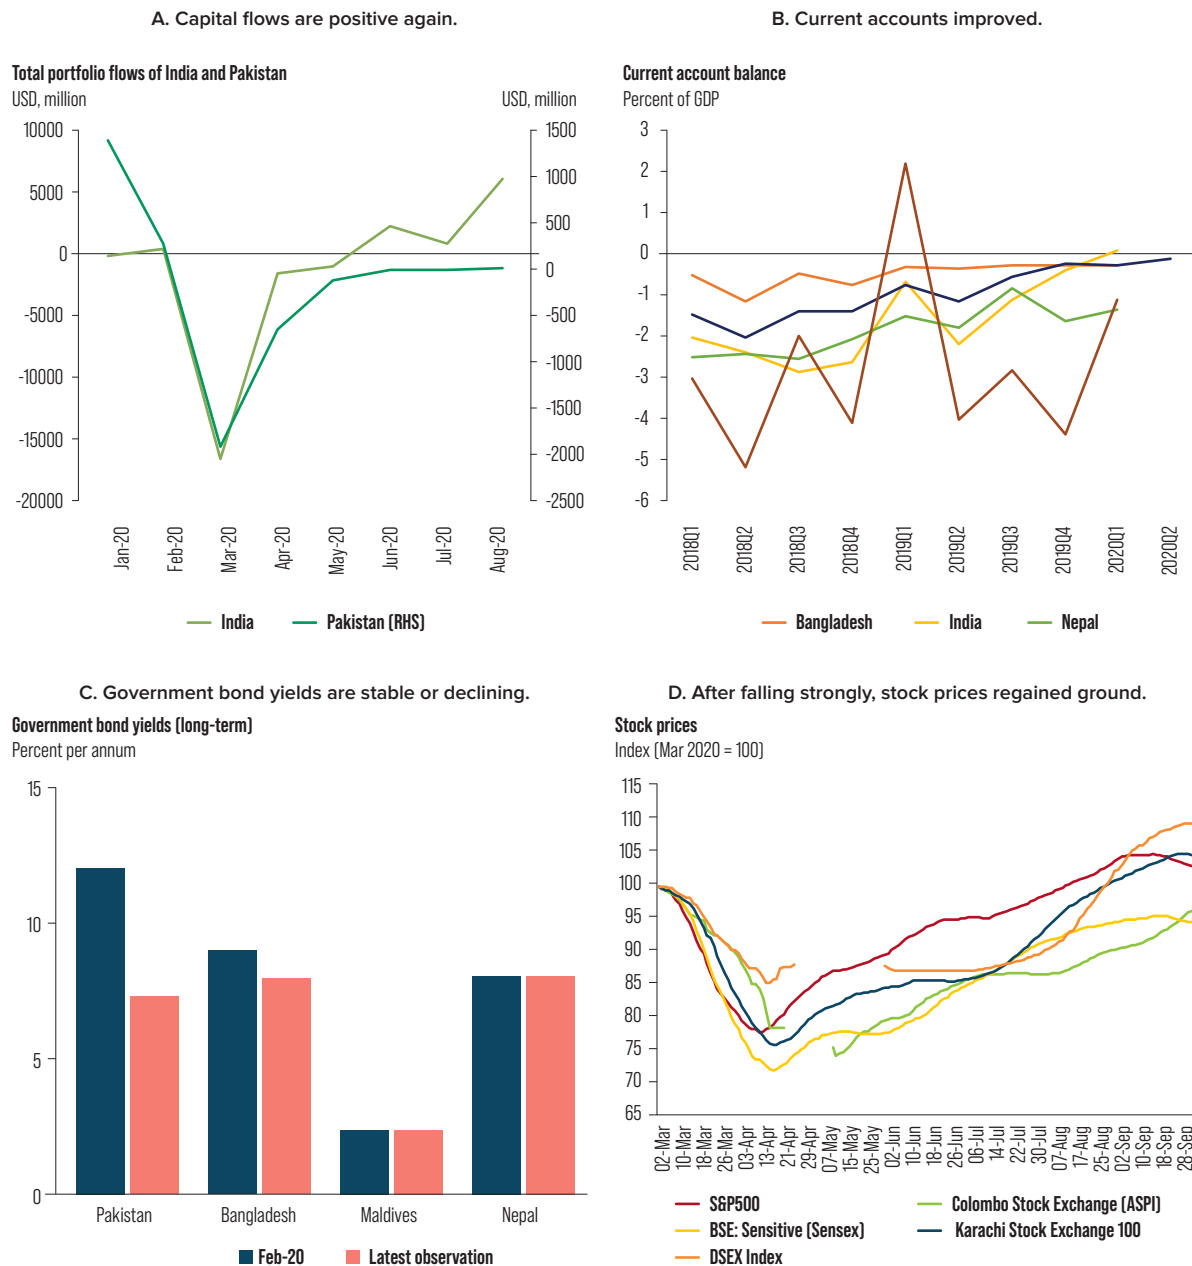 A. Capital flows are positive again.
Total portfolio flows of India and Pakistan
USD, million
USD, million
10000
5000
0
-5000
-10000
-15000
-20000
1500
1000
500
0
-500
-1000
-1500
-2000
-2500
Jan-20
Feb-20
Mar-20
Apr-20
May-20
Jun-20
Jul-20
Aug-20
India
Pakistan (RHS)
B. Current accounts improved.
Current account balance
Percent of GDP
3
2
1
0
-1
-2
-3
-4
-5
-6
2018Q1
2018Q2
2018Q3
2018Q4
2019Q1
2019Q2
2019Q3
2019Q4
2020Q1
2020Q2
Bangladesh
India
Nepal
C. Government bond yields are stable or declining.
Government bond yields (long-term)
Percent per annum
15
10
5
0
Pakistan
Bangladesh
Maldives
Nepal
Feb-20
Latest observation
D. After falling strongly, stock prices regained ground.
Stock prices
Index (Mar 2020 = 100)
115
110
105
100
95
90
85
80
75
70
65
02-Mar
10-Mar
18-Mar
26-Mar
03-Apr
13-Apr
21-Apr
29-Apr
07-May
15-May
25-May
02-Jun
10-Jun
18-Jun
26-Jun
06-Jul
14-Jul
22-Jul
30-Jul
07-Aug
17-Aug
25-Aug
02-Sep
10-Sep
18-Sep
28-Sep
S&P500
BSE: Sensitive (Sensex)
DSEX Index
Colombo Stock Exchange (ASPI)
Karachi Stock Exchange 100